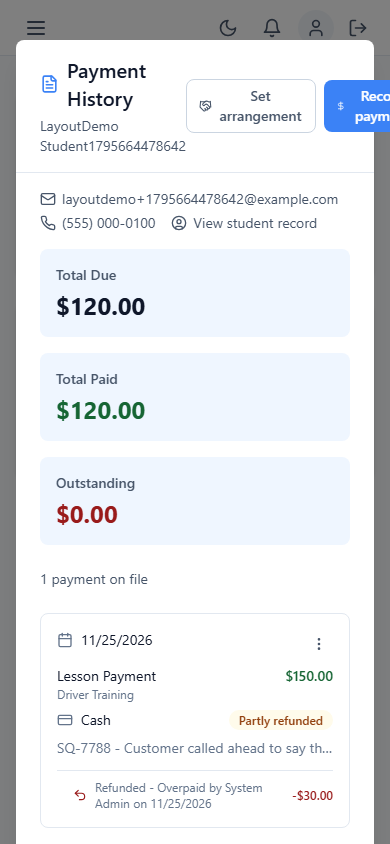 Payment
History
LayoutDemo
Student1795664478642
Set
arrangement
$
layoutdemo+1795664478642@example.com
(555) 000-0100 View student record
Total Due
$120.00
Total Paid
$120.00
Outstanding
$0.00
1 payment on file
11/25/2026
Lesson Payment $150.00
Driver Training
Cash Partly refunded
SQ-7788 - Customer called ahead to say th...
Refunded - Overpaid by System
Admin on 11/25/2026
-$30.00